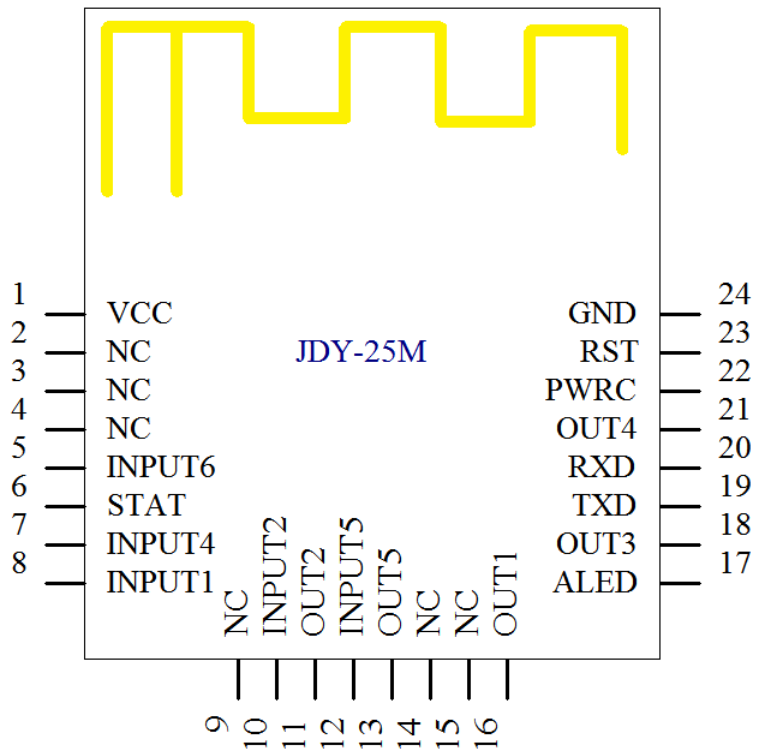 1 VCC
2 NC
3 NC
4 NC
5 INPUT6
6 STAT
7 INPUT4
8 INPUT1
JDY-25M
24 GND
23 RST
22 PWRC
21 OUT4
20 RXD
19 TXD
18 OUT3
17 ALED
9 NC
10 INPUT2
11 OUT2
12 INPUT5
13 OUT5
14 NC
15 NC
16 OUT1